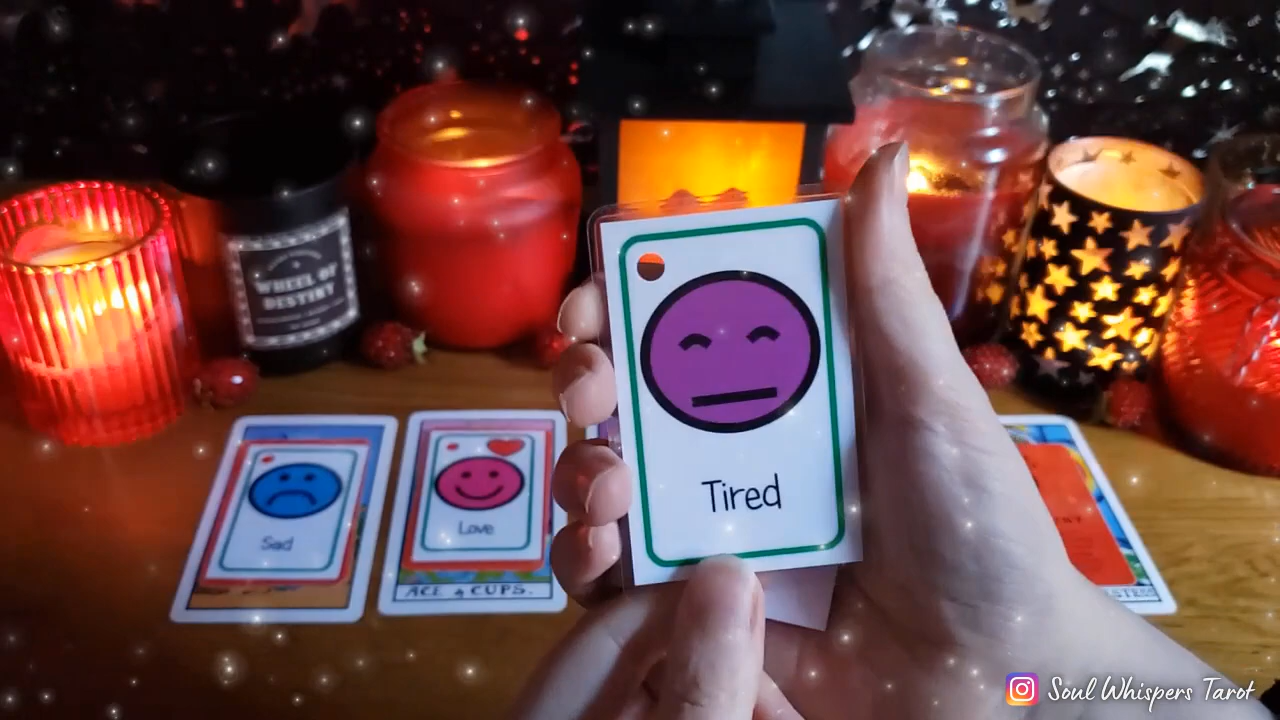 WHEEL OF
DESTINY
Tired
Sad
Love
ACE of CUPS.
Soul Whispers Tarot